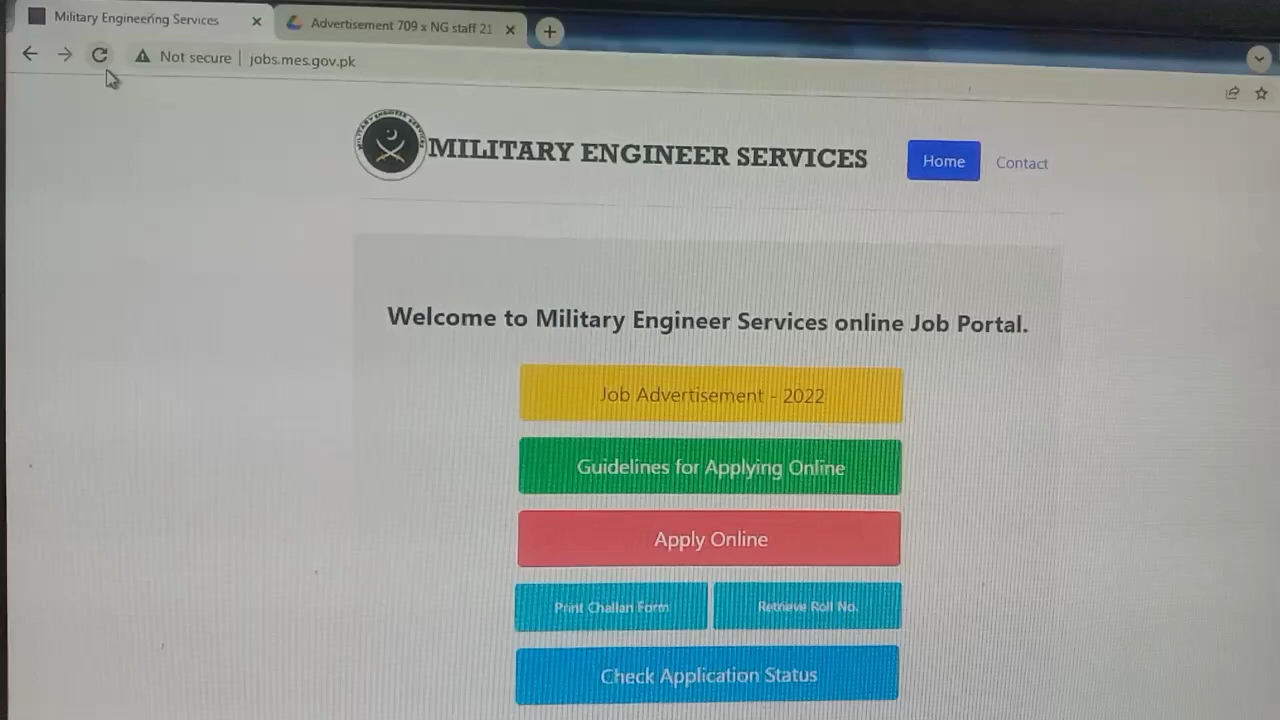 Military Engineering Services
Advertisement 709 x NG staff 21
Not secure | jobs.mes.gov.pk
MILITARY ENGINEER SERVICES
Home
Contact
Welcome to Military Engineer Services online Job Portal.
Job Advertisement - 2022
Guidelines for Applying Online
Apply Online
Print Challan Form
Retrieve Roll No.
Check Application Status